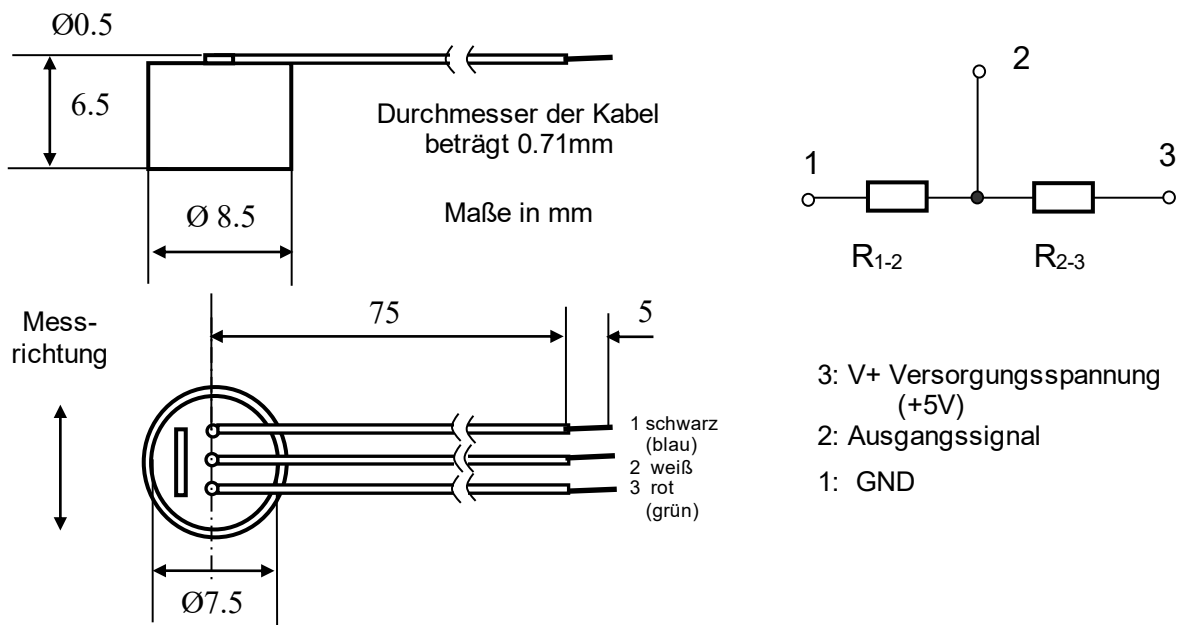 Ø0.5
6.5
Durchmesser der Kabel
beträgt 0.71mm
Ø 8.5
Maße in mm
2
1
3
R1-2
R2-3
Mess-
richtung
75
5
1 schwarz
(blau)
2 weiß
3 rot
(grün)
Ø7.5
3: V+ Versorgungsspannung
(+5V)
2: Ausgangssignal
1: GND